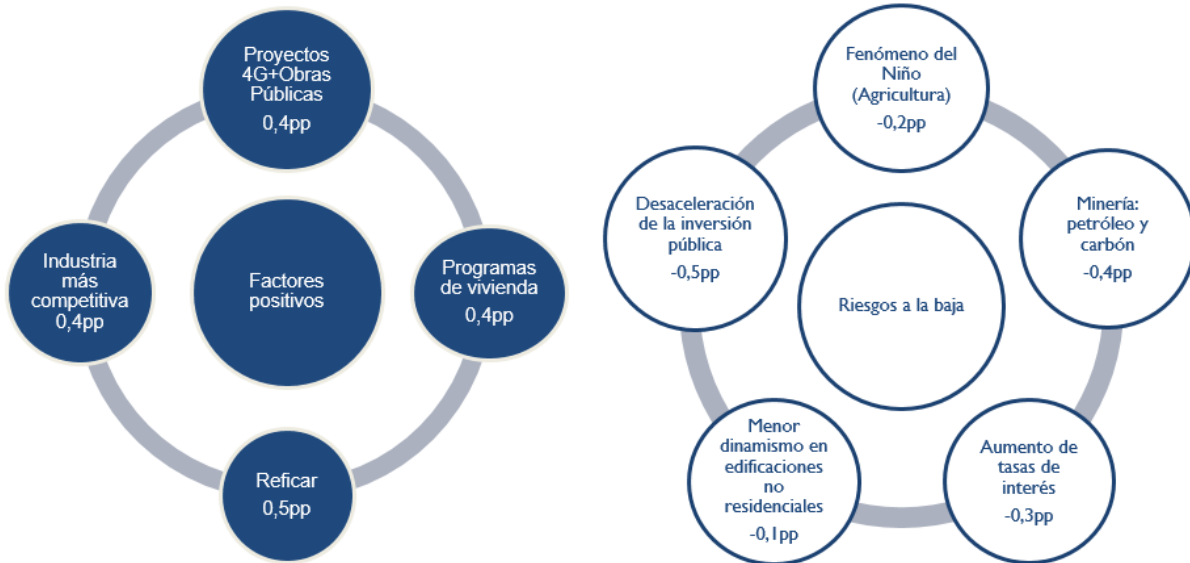 Proyectos
4G+Obras
Públicas
0,4pp
Industria
más
competitiva
0,4pp
Factores
positivos
Programas
de vivienda
0,4pp
Reficar
0,5pp
Fenómeno del
Niño
(Agricultura)
-0,2pp
Desaceleración
de la inversión
pública
-0,5pp
Minería:
petróleo y
carbón
-0,4pp
Riesgos a la baja
Menor
dinamismo en
edificaciones
no
residenciales
-0,1pp
Aumento de
tasas de
interés
-0,3pp